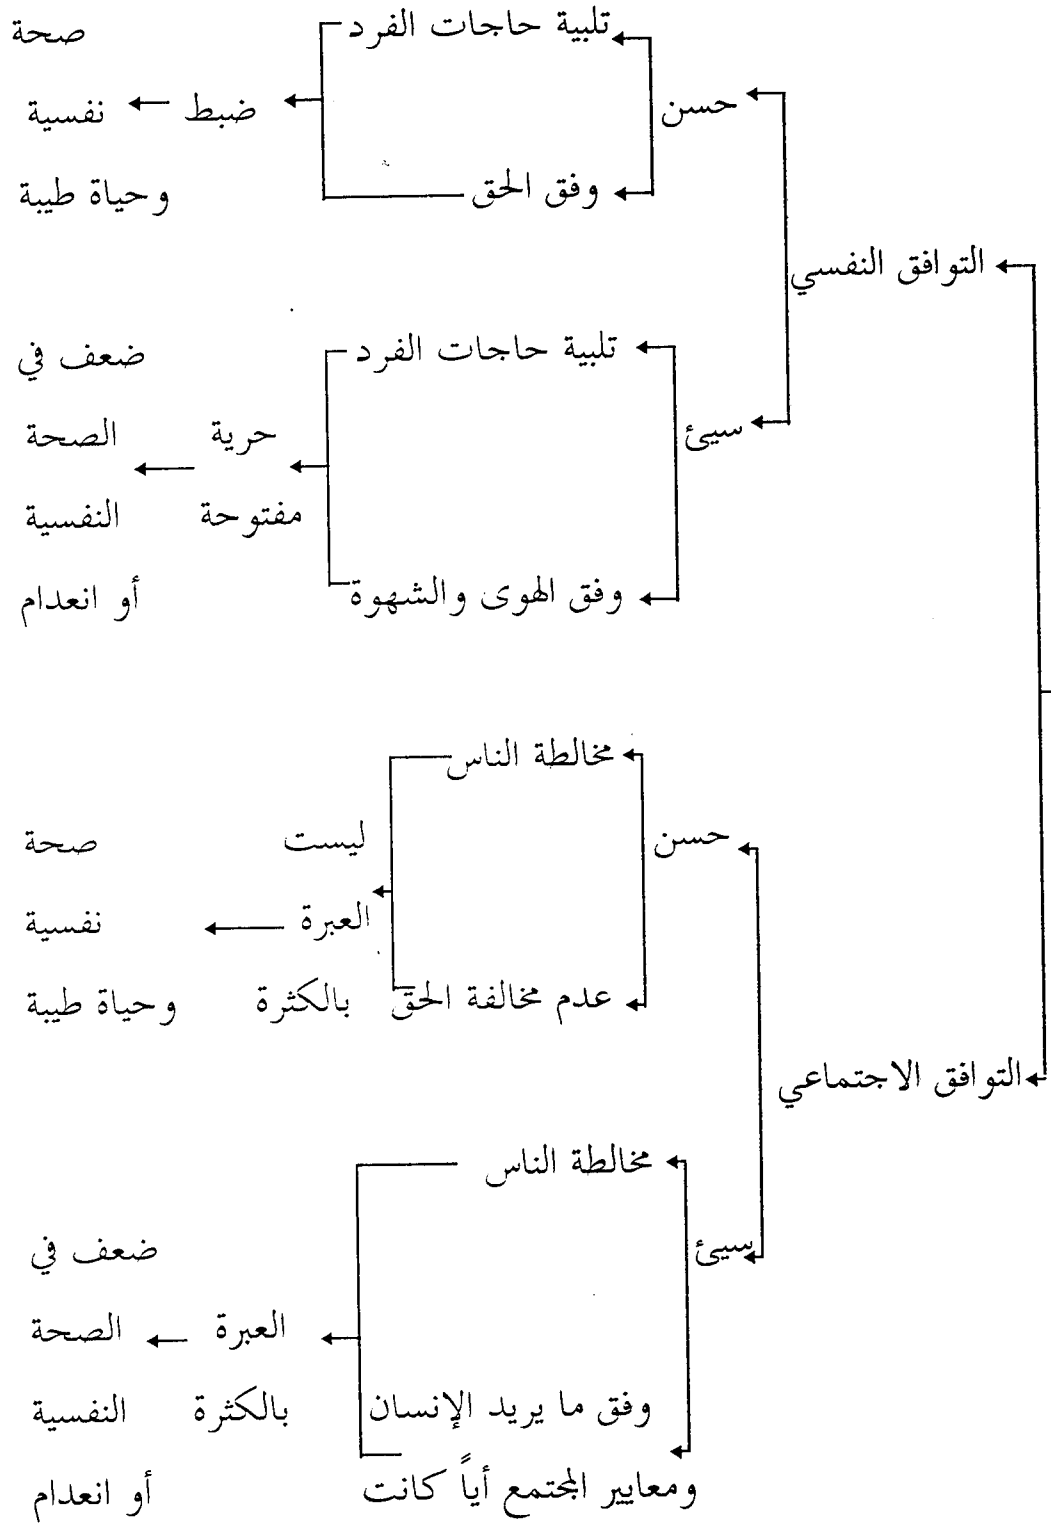 تلبية حاجات الفرد صحة
حسن ضبط نفسية
وفق الحق وحياة طيبة
التوافق النفسي
تلبية حاجات الفرد ضعف في
سيئ حرية الصحة
مفتوحة النفسية
وفق الهوى والشهوة أو انعدام
مخالطة الناس
حسن ليست صحة
العبرة نفسية
عدم مخالفة الحق بالكثرة وحياة طيبة
التوافق الاجتماعي
مخالطة الناس
سيئ ضعف في
العبرة الصحة
وفق ما يريد الإنسان بالكثرة النفسية
ومعايير المجتمع أياً كانت أو انعدام